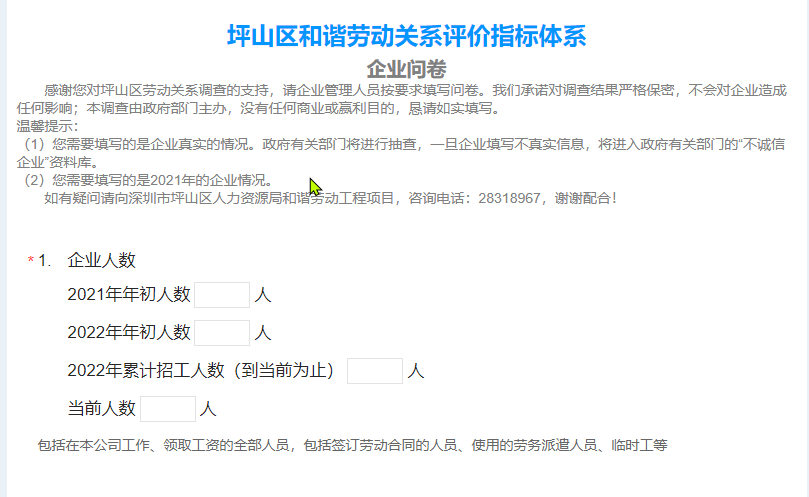 坪山区和谐劳动关系评价指标体系
企业问卷
感谢您对坪山区劳动关系调查的支持，请企业管理人员按要求填写问卷。我们承诺对调查结果严格保密，不会对企业造成
任何影响；本调查由政府部门主办，没有任何商业或赢利目的，恳请如实填写。
温馨提示：
（1）您需要填写的是企业真实的情况。政府有关部门将进行抽查，一旦企业填写不真实信息，将进入政府有关部门的“不诚信
企业”资料库。
（2）您需要填写的是2021年的企业情况。
如有疑问请向深圳市坪山区人力资源局和谐劳动工程项目，咨询电话：28318967，谢谢配合！
* 1. 企业人数
2021年年初人数 人
2022年年初人数 人
2022年累计招工人数（到当前为止） 人
当前人数 人
包括在本公司工作、领取工资的全部人员，包括签订劳动合同的人员、使用的劳务派遣人员、临时工等